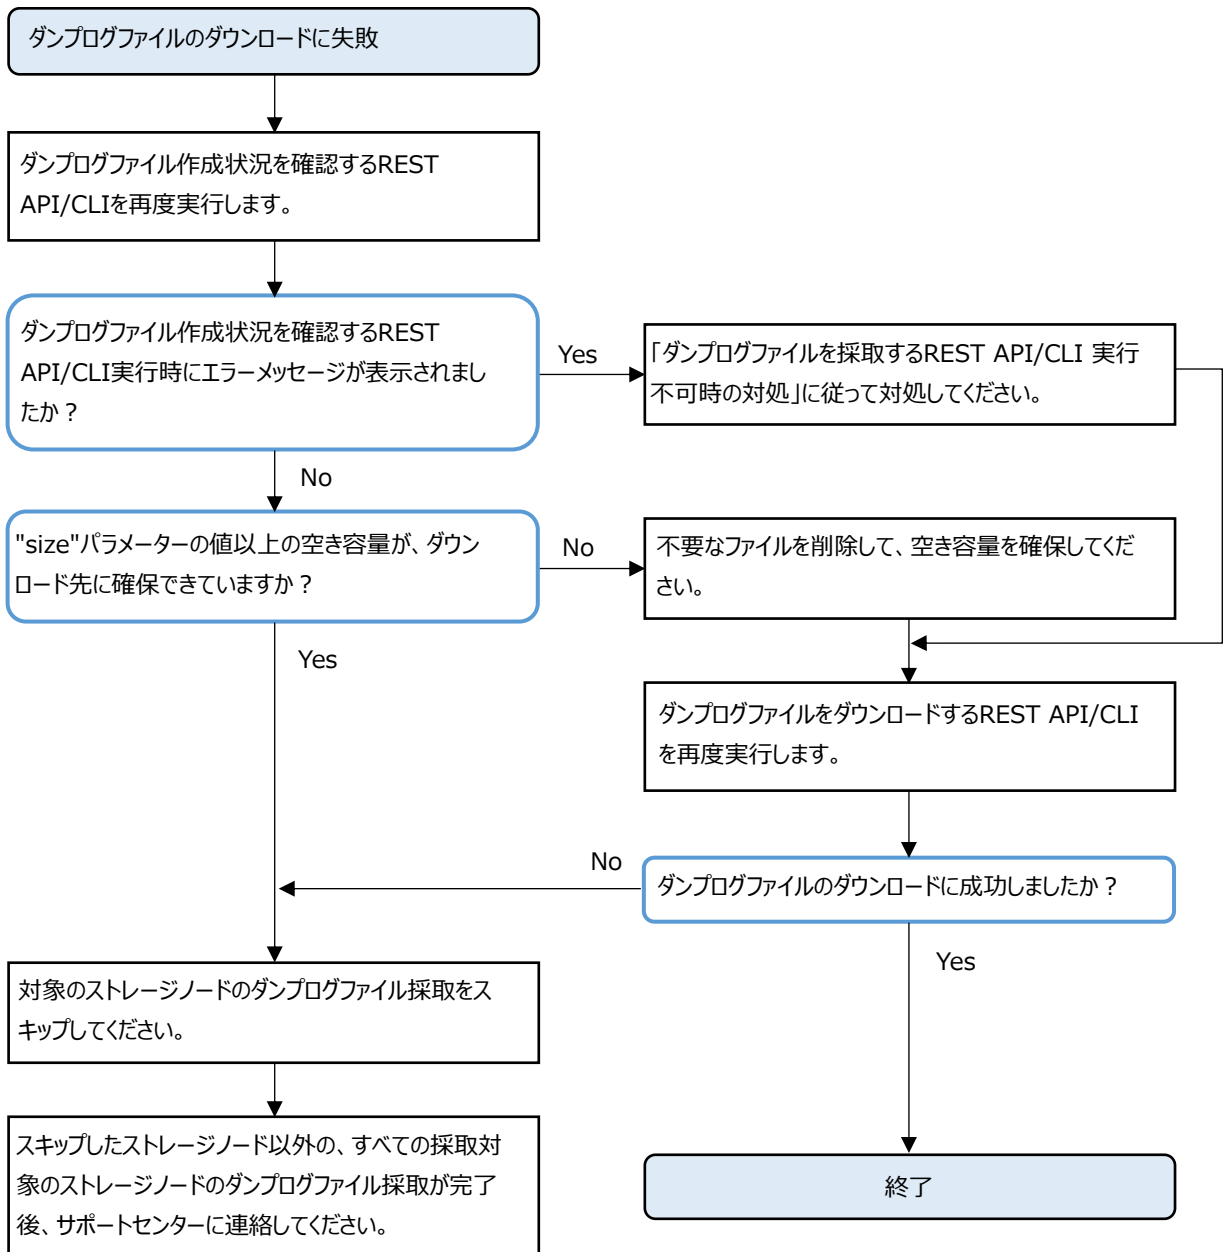 ダンプログファイルのダウンロードに失敗
ダンプログファイル作成状況を確認するREST
API/CLIを再度実行します。
ダンプログファイル作成状況を確認するREST
API/CLI実行時にエラーメッセージが表示されまし
たか？
Yes
「ダンプログファイルを採取するREST API/CLI 実行
不可時の対処」に従って対処してください。
No
"size"パラメーターの値以上の空き容量が、ダウン
ロード先に確保できていますか？
No
不要なファイルを削除して、空き容量を確保してくだ
さい。
Yes
ダンプログファイルをダウンロードするREST API/CLI
を再度実行します。
No
ダンプログファイルのダウンロードに成功しましたか？
Yes
対象のストレージノードのダンプログファイル採取をス
キップしてください。
スキップしたストレージノード以外の、すべての採取対
象のストレージノードのダンプログファイル採取が完了
後、サポートセンターに連絡してください。
終了